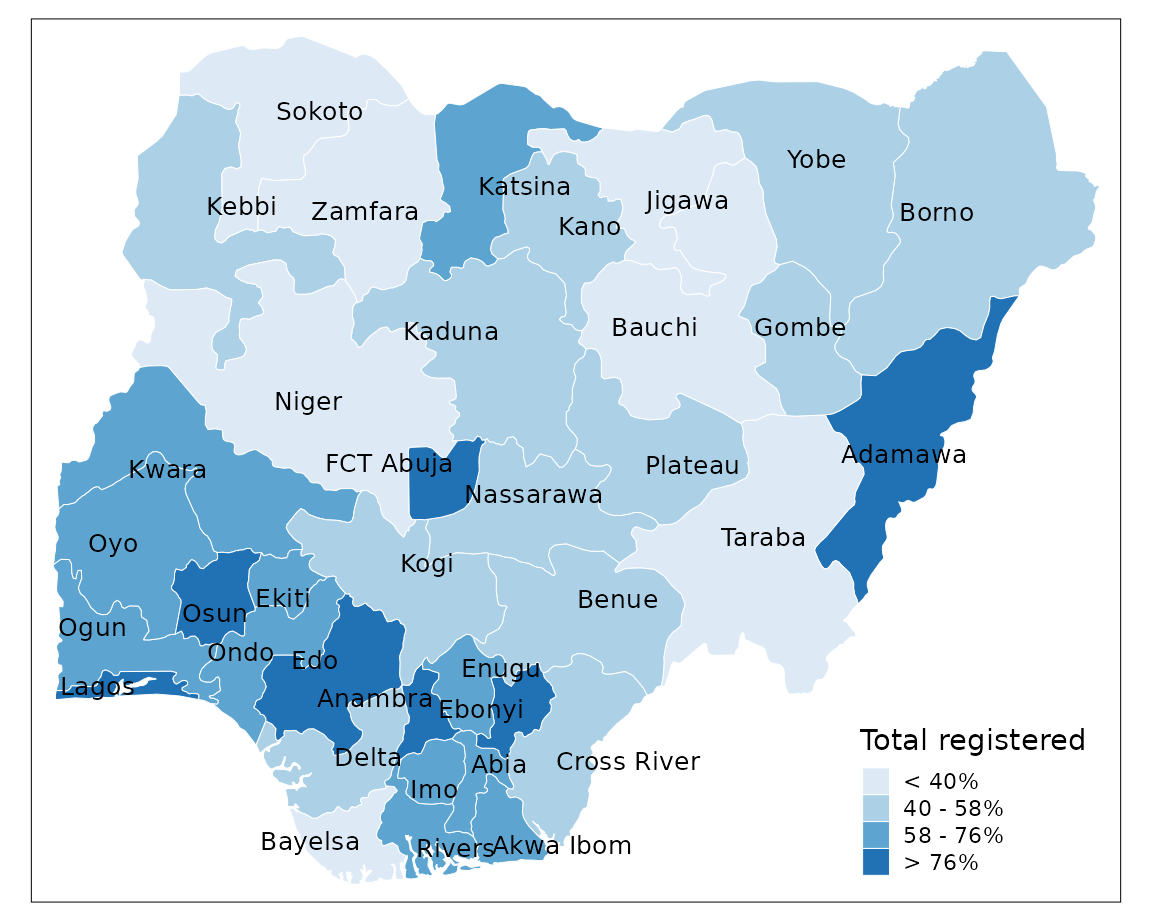 Sokoto
Yobe
Katsina
Jigawa
Kebbi
Zamfara
Borno
Kano
Bauchi
Gombe
Kaduna
Niger
Adamawa
FCT Abuja
Plateau
Kwara
Nassarawa
Taraba
Oyo
Kogi
Ekiti
Benue
Osun
Ogun
Ondo
Edo
Enugu
Lagos
Anambra
Ebonyi
Delta
Abia
Cross River
Imo
Bayelsa
Rivers
Akwa Ibom
Total registered
< 40%
40 - 58%
58 - 76%
> 76%